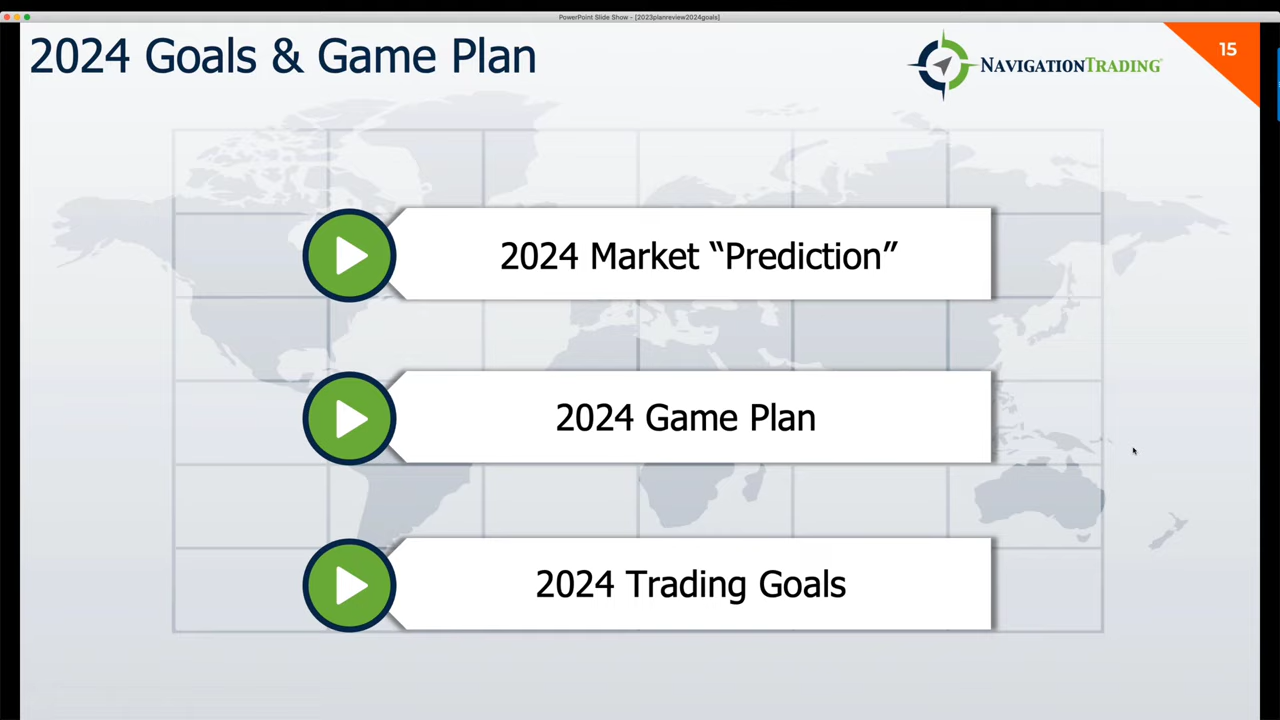 PowerPoint Slide Show - [2023planreview2024goals]
2024 Goals & Game Plan
NAVIGATIONTRADING®
15
2024 Market “Prediction”
2024 Game Plan
2024 Trading Goals